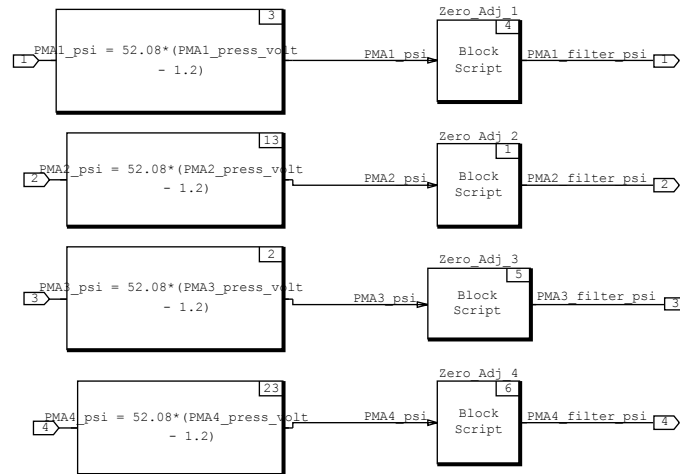 3
Zero_Adj_1
4
1
PMA1_psi = 52.08*(PMA1_press_volt
- 1.2)
PMA1_psi
Block
Script
PMA1_filter_psi
1
13
Zero_Adj_2
1
2
PMA2_psi = 52.08*(PMA2_press_volt
- 1.2)
PMA2_psi
Block
Script
PMA2_filter_psi
2
2
Zero_Adj_3
5
3
PMA3_psi = 52.08*(PMA3_press_volt
- 1.2)
PMA3_psi
Block
Script
PMA3_filter_psi
3
23
Zero_Adj_4
6
4
PMA4_psi = 52.08*(PMA4_press_volt
- 1.2)
PMA4_psi
Block
Script
PMA4_filter_psi
4